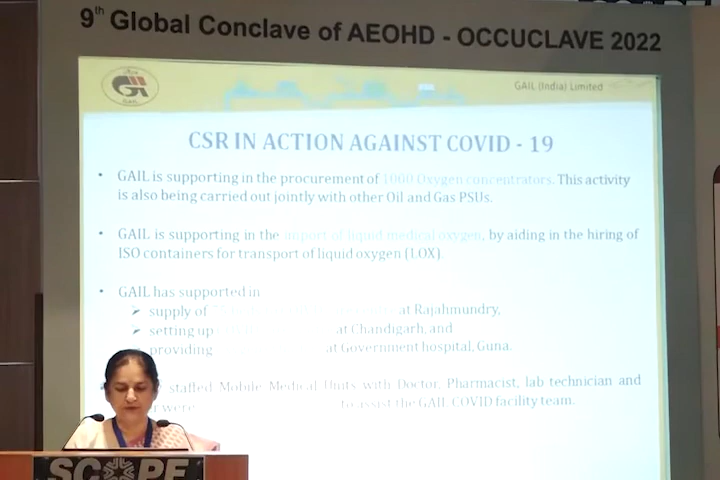 9th Global Conclave of AEOHD - OCCUCLAVE 2022
GAIL
GAIL (India) Limited
CSR IN ACTION AGAINST COVID - 19
• GAIL is supporting in the procurement of 1000 Oxygen concentrators. This activity
is also being carried out jointly with other Oil and Gas PSUs.
• GAIL is supporting in the import of liquid medical oxygen, by aiding in the hiring of
ISO containers for transport of liquid oxygen (LOX).
• GAIL has supported in
➢ supply of at Rajahmundry,
➢ setting up at Chandigarh, and
providing at Government hospital, Guna.
staffed Mobile Medical Units with Doctor, Pharmacist, lab technician and
were to assist the GAIL COVID facility team.
SCOPE